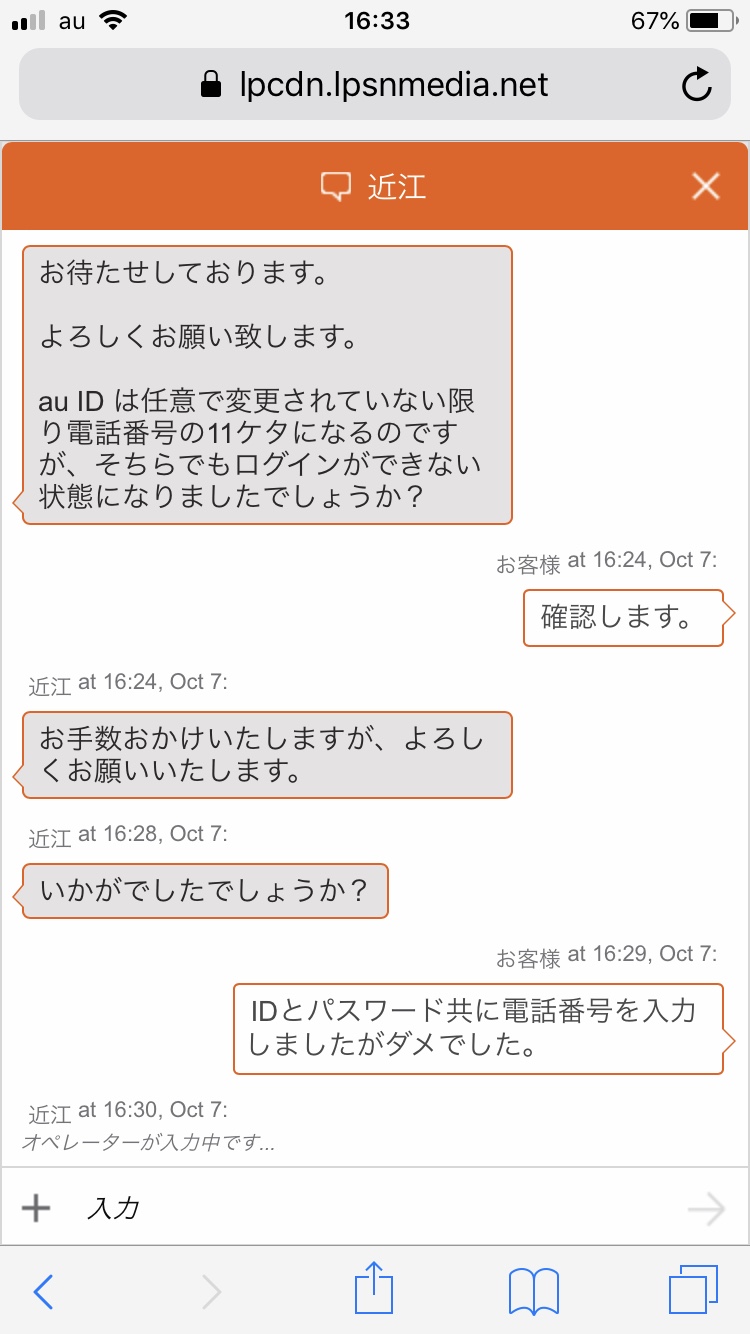 au
16:33
67%
lpcdn.lpsnmedia.net
近江
お待たせしております。
よろしくお願い致します。
au ID は任意で変更されていない限
り電話番号の11ケタになるのです
が、そちらでもログインができない
状態になりましたでしょうか？
お客様 at 16:24, Oct 7:
確認します。
近江 at 16:24, Oct 7:
お手数おかけいたしますが、よろし
くお願いいたします。
近江 at 16:28, Oct 7:
いかがでしたでしょうか？
お客様 at 16:29, Oct 7:
IDとパスワード共に電話番号を入力
しましたがダメでした。
近江 at 16:30, Oct 7:
オペレーターが入力中です...
入力